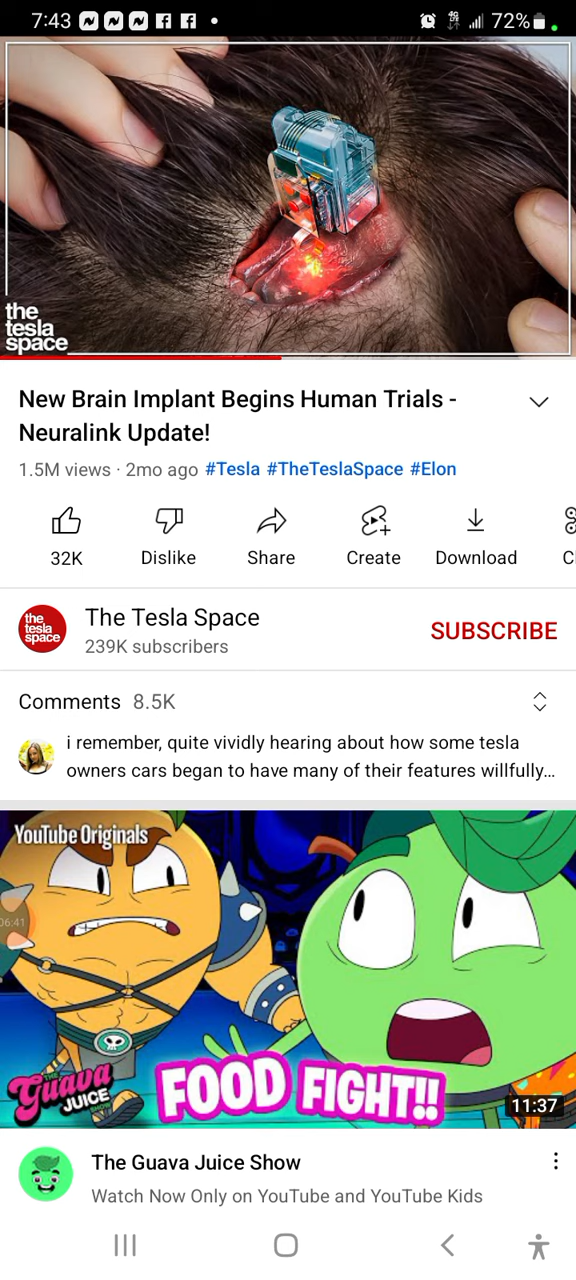 7:43
72%
the
tesla
space
New Brain Implant Begins Human Trials -
Neuralink Update!
1.5M views · 2mo ago #Tesla #TheTeslaSpace #Elon
32K Dislike Share Create Download Cl
the
tesla
space
The Tesla Space
239K subscribers
SUBSCRIBE
Comments 8.5K
i remember, quite vividly hearing about how some tesla
owners cars began to have many of their features willfully...
YouTube Originals
06:41
THE
Guava
JUICE
SHOW
FOOD FIGHT!!
11:37
The Guava Juice Show
Watch Now Only on YouTube and YouTube Kids